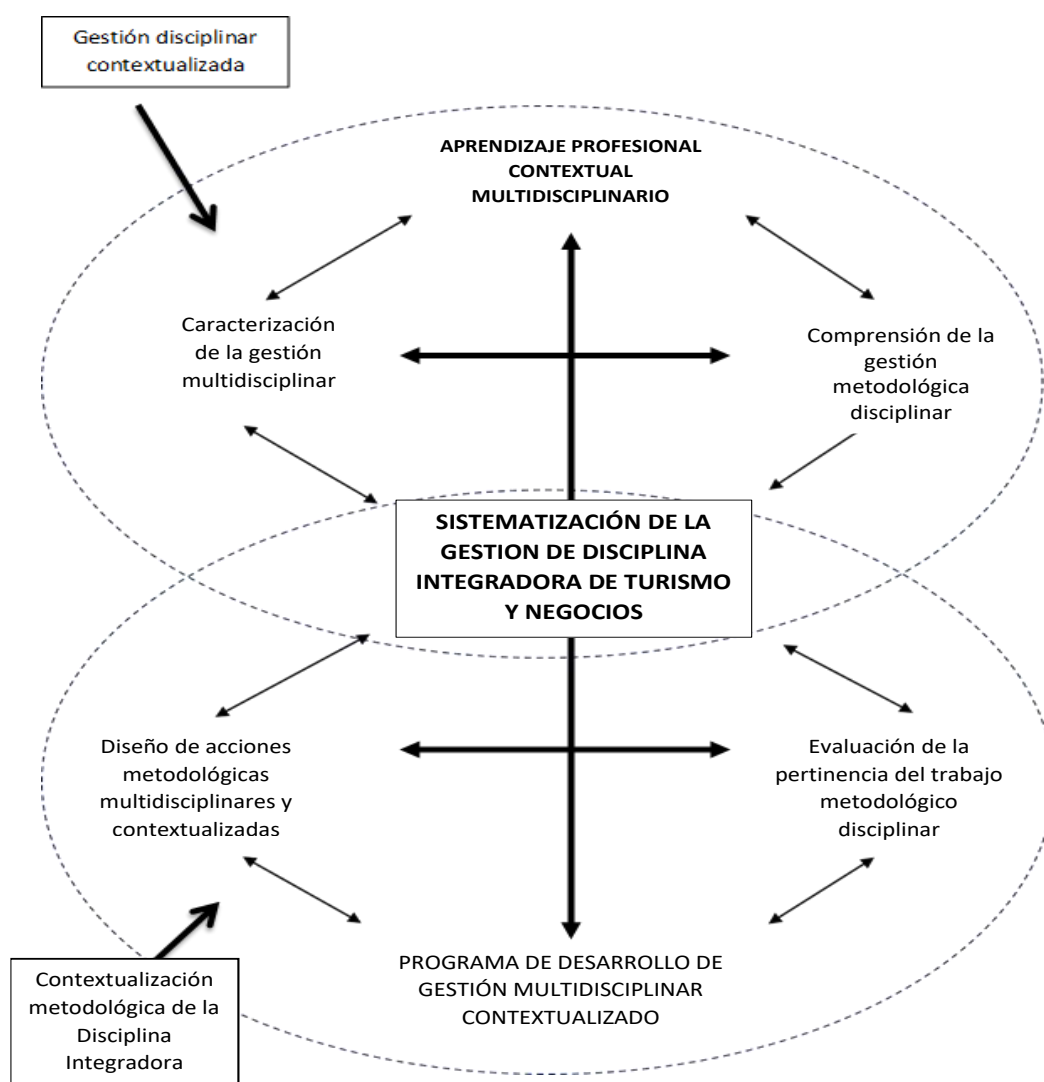 Gestión disciplinar
contextualizada
APRENDIZAJE PROFESIONAL
CONTEXTUAL
MULTIDISCIPLINARIO
Caracterización
de la gestión
multidisciplinar
Comprensión de la
gestión
metodológica
disciplinar
SISTEMATIZACIÓN DE LA
GESTION DE DISCIPLINA
INTEGRADORA DE TURISMO
Y NEGOCIOS
Diseño de acciones
metodológicas
multidisciplinares y
contextualizadas
Evaluación de la
pertinencia del trabajo
metodológico
disciplinar
PROGRAMA DE DESARROLLO DE
GESTIÓN MULTIDISCIPLINAR
CONTEXTUALIZADO
Contextualización
metodológica de la
Disciplina
Integradora